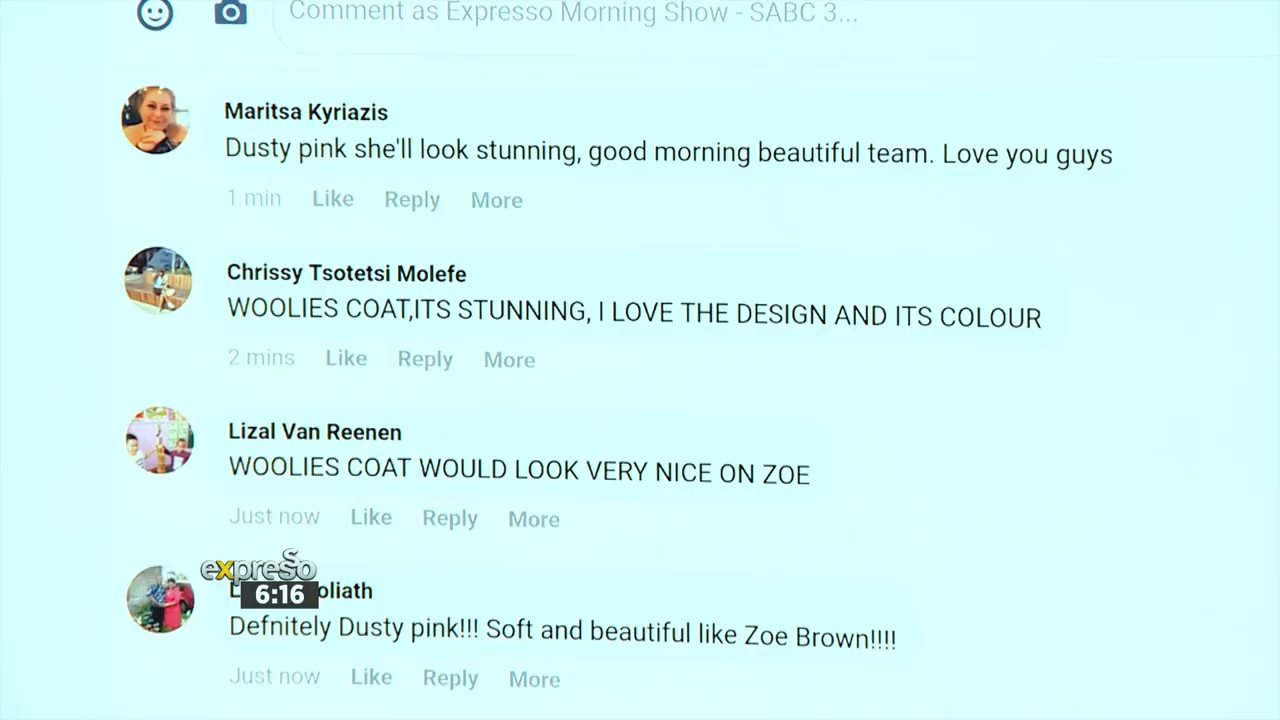 Comment as Expresso Morning Show - SABC 3...
Maritsa Kyriazis
Dusty pink she'll look stunning, good morning beautiful team. Love you guys
1 min Like Reply More
Chrissy Tsotetsi Molefe
WOOLIES COAT,ITS STUNNING, I LOVE THE DESIGN AND ITS COLOUR
2 mins Like Reply More
Lizal Van Reenen
WOOLIES COAT WOULD LOOK VERY NICE ON ZOE
Just now Like Reply More
expresso
6:16
Defnitely Dusty pink!!! Soft and beautiful like Zoe Brown!!!!
Just now Like Reply More